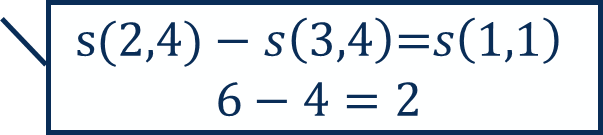 s(2,4) − s(3,4)=s(1,1)
6 − 4 = 2